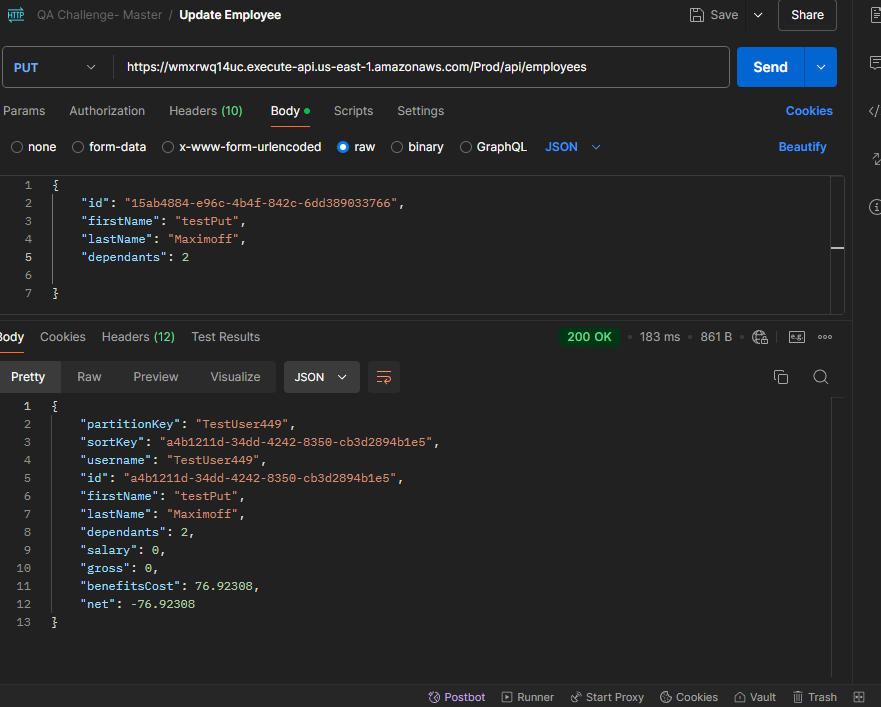 HTTP QA Challenge- Master / Update Employee Save Share
PUT https://wmxrwq14uc.execute-api.us-east-1.amazonaws.com/Prod/api/employees Send
Params Authorization Headers (10) Body Scripts Settings Cookies
none form-data x-www-form-urlencoded raw binary GraphQL JSON Beautify
1 {
2 "id": "15ab4884-e96c-4b4f-842c-6dd389033766",
3 "firstName": "testPut",
4 "lastName": "Maximoff",
5 "dependants": 2
6
7 }
Body Cookies Headers (12) Test Results 200 OK 183 ms 861 B e.g.
Pretty Raw Preview Visualize JSON
1 {
2 "partitionKey": "TestUser449",
3 "sortKey": "a4b1211d-34dd-4242-8350-cb3d2894b1e5",
4 "username": "TestUser449",
5 "id": "a4b1211d-34dd-4242-8350-cb3d2894b1e5",
6 "firstName": "testPut",
7 "lastName": "Maximoff",
8 "dependants": 2,
9 "salary": 0,
10 "gross": 0,
11 "benefitsCost": 76.92308,
12 "net": -76.92308
13 }
Postbot Runner Start Proxy Cookies Vault Trash